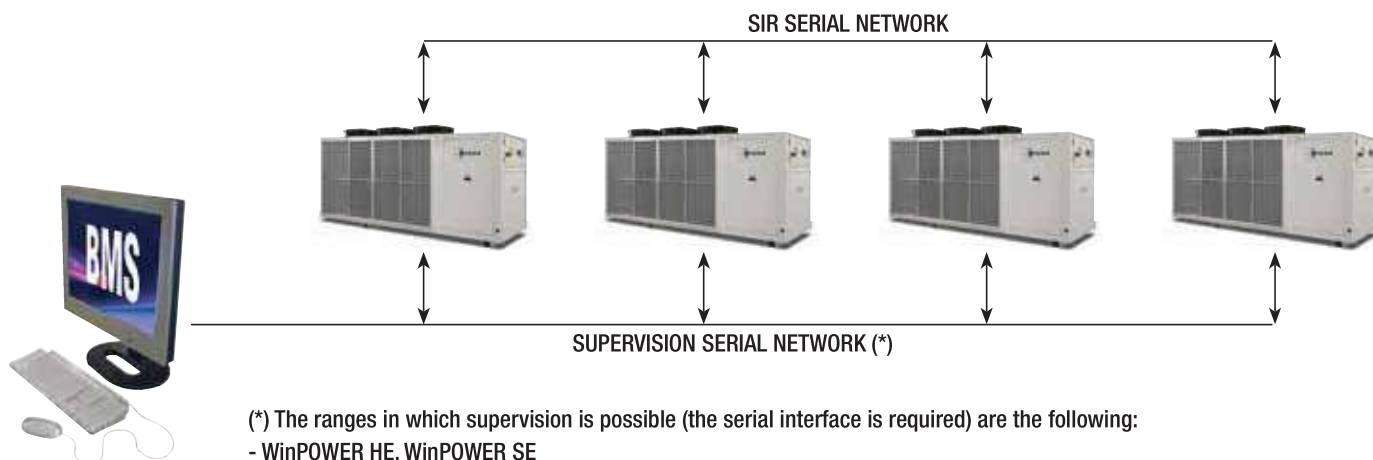 SIR SERIAL NETWORK
BMS
SUPERVISION SERIAL NETWORK (*)
(*) The ranges in which supervision is possible (the serial interface is required) are the following:
- WinPOWER HE, WinPOWER SE